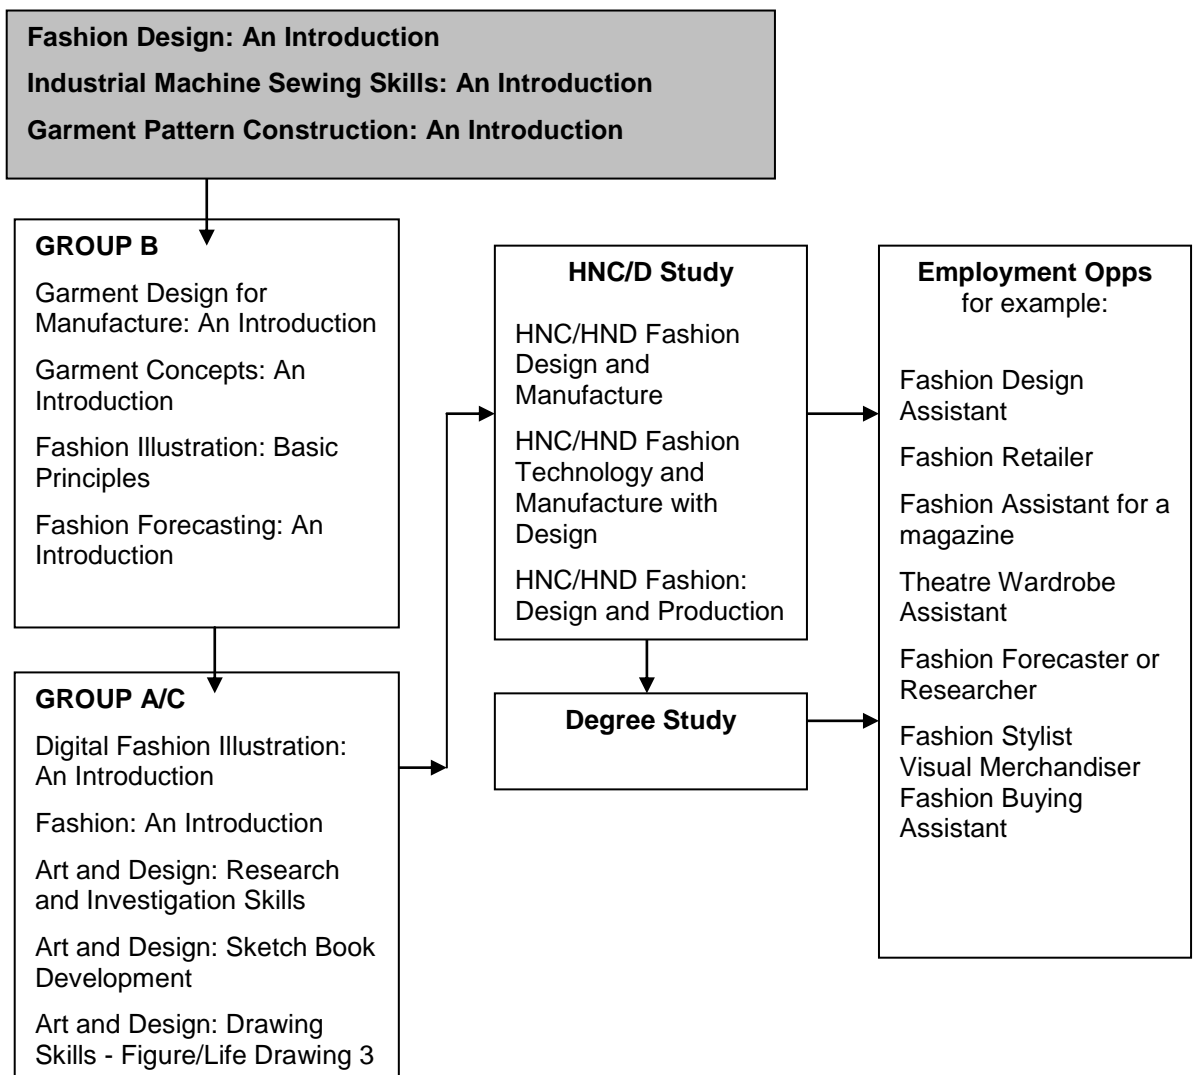 Fashion Design: An Introduction
Industrial Machine Sewing Skills: An Introduction
Garment Pattern Construction: An Introduction
GROUP B
Garment Design for
Manufacture: An Introduction
Garment Concepts: An
Introduction
Fashion Illustration: Basic
Principles
Fashion Forecasting: An
Introduction
GROUP A/C
Digital Fashion Illustration:
An Introduction
Fashion: An Introduction
Art and Design: Research
and Investigation Skills
Art and Design: Sketch Book
Development
Art and Design: Drawing
Skills - Figure/Life Drawing 3
HNC/D Study
HNC/HND Fashion
Design and
Manufacture
HNC/HND Fashion
Technology and
Manufacture with
Design
HNC/HND Fashion:
Design and Production
Degree Study
Employment Opps
for example:
Fashion Design
Assistant
Fashion Retailer
Fashion Assistant for a
magazine
Theatre Wardrobe
Assistant
Fashion Forecaster or
Researcher
Fashion Stylist
Visual Merchandiser
Fashion Buying
Assistant